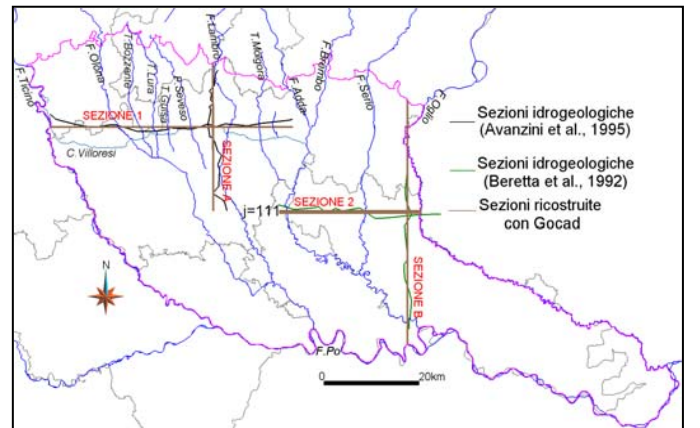 F.Ticino
F.Olona
T.Bozzente
T.Lura
T.Garisa
F.Seveso
F.Lambro
T.Molgora
F.Adda
F.Brembo
F.Serio
F.Oglio
SEZIONE 1
C.Villoresi
SEZIONE A
j=111
SEZIONE 2
SEZIONE B
Sezioni idrogeologiche
(Avanzini et al., 1995)
Sezioni idrogeologiche
(Beretta et al., 1992)
Sezioni ricostruite
con Gocad
N
F.Po
0 20km